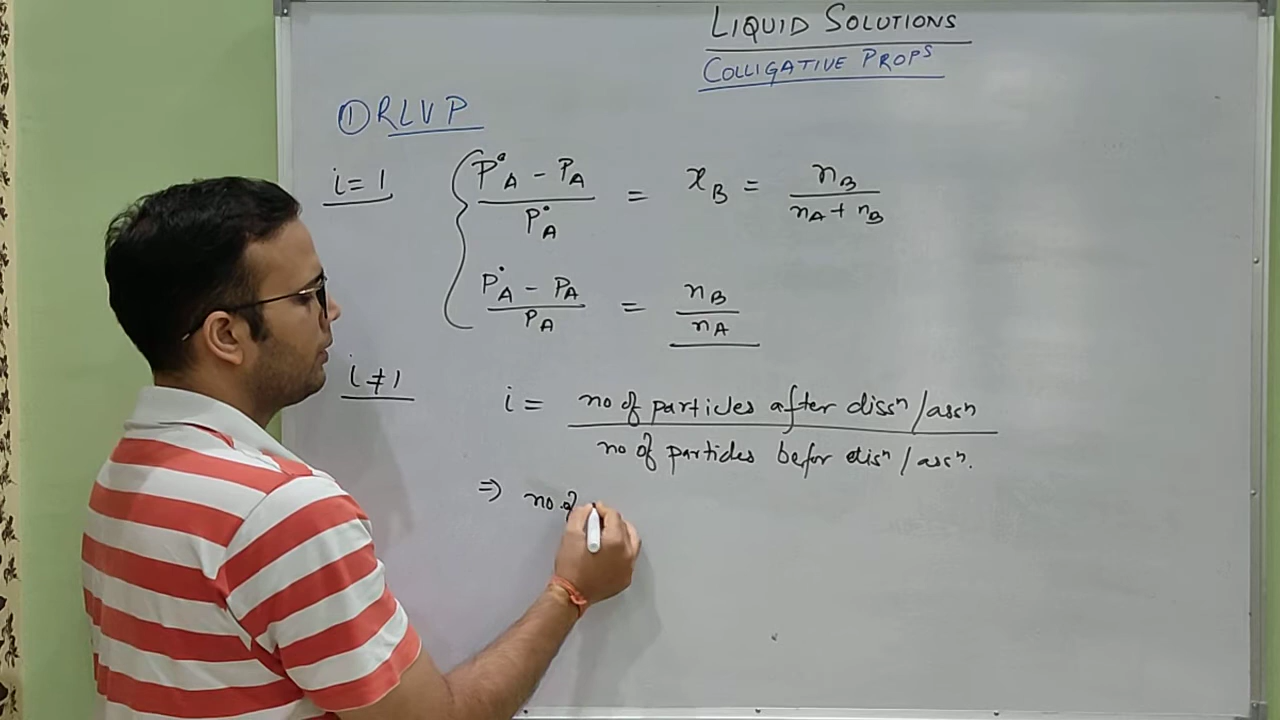 LIQUID SOLUTIONS
COLLIGATIVE PROPS
① RLVP
i = 1
P°A - PA / P°A = xB = nB / nA + nB
P°A - PA / PA = nB / nA
i ≠ 1
i = no of particles after dissⁿ / assⁿ
no of particles befor disⁿ / assⁿ.
⇒ no. of